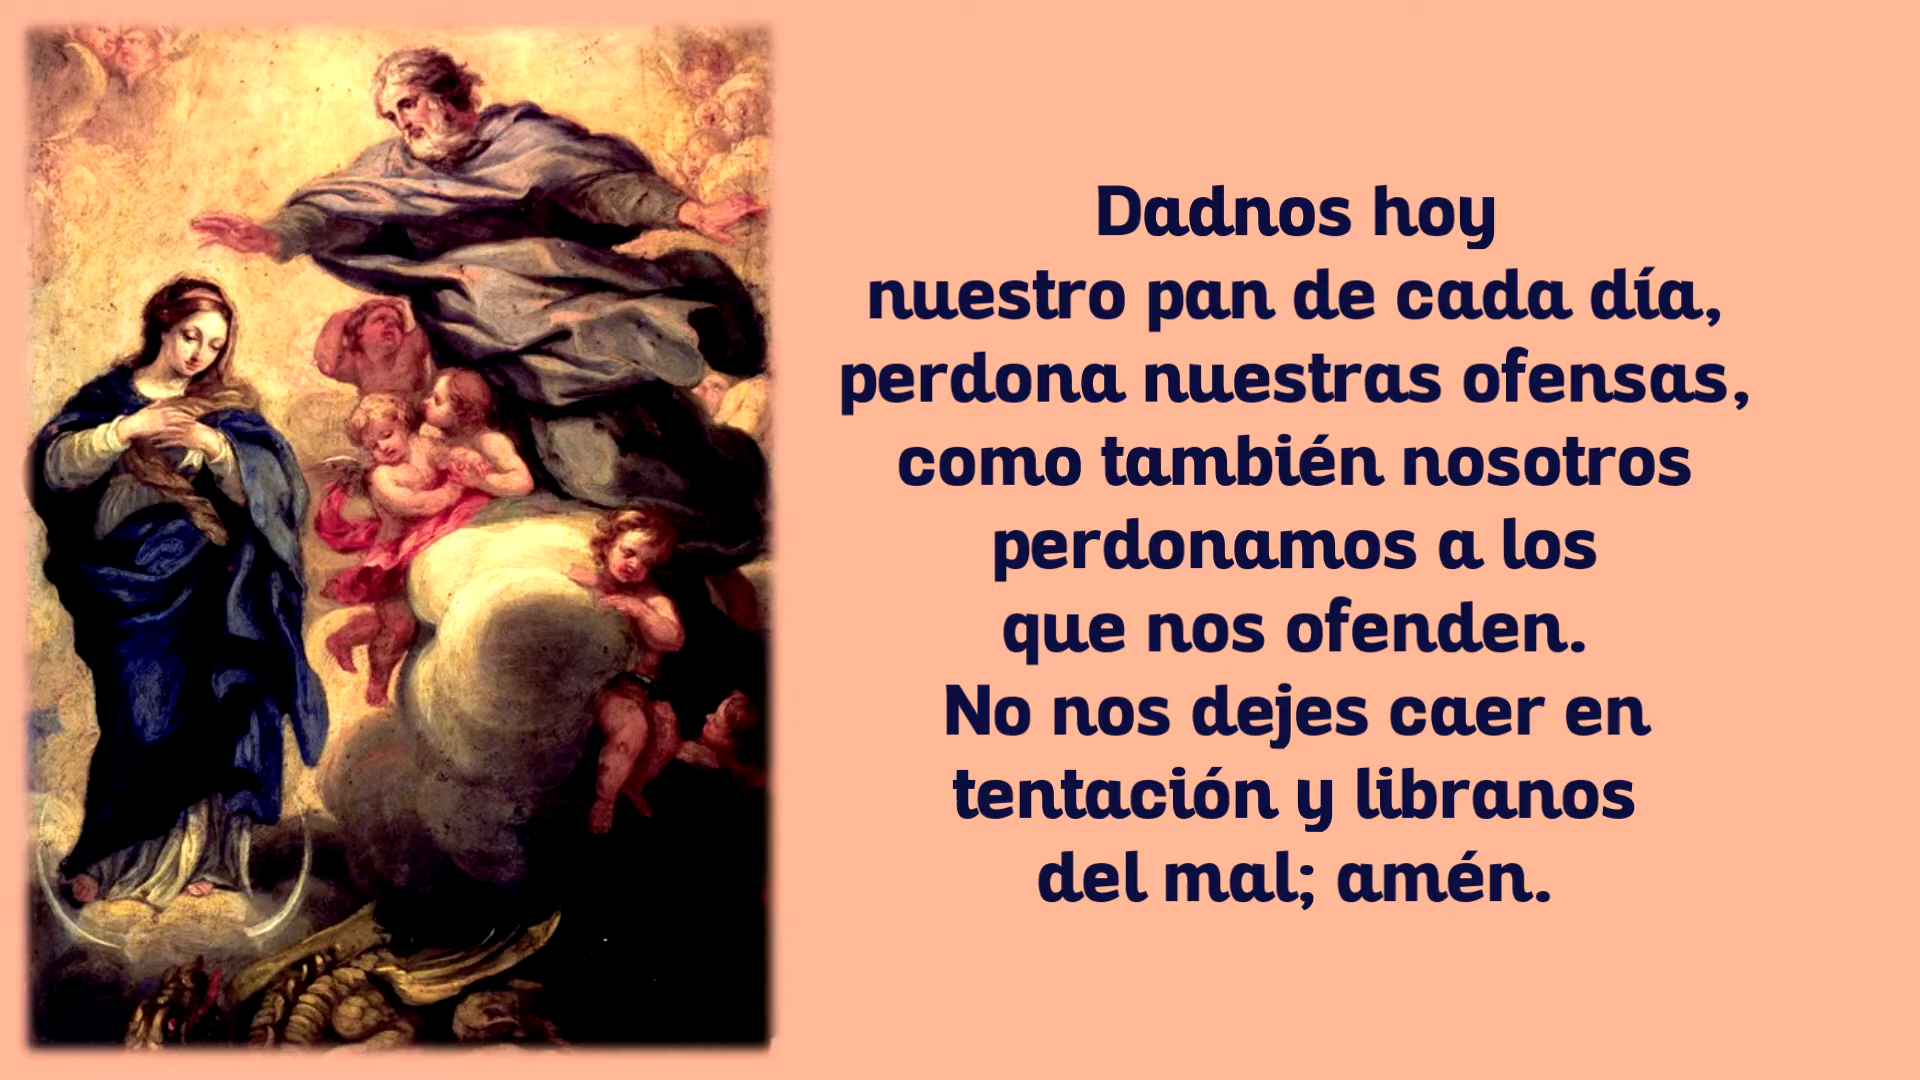 Dadnos hoy
nuestro pan de cada día,
perdona nuestras ofensas,
como también nosotros
perdonamos a los
que nos ofenden.
No nos dejes caer en
tentación y libranos
del mal; amén.